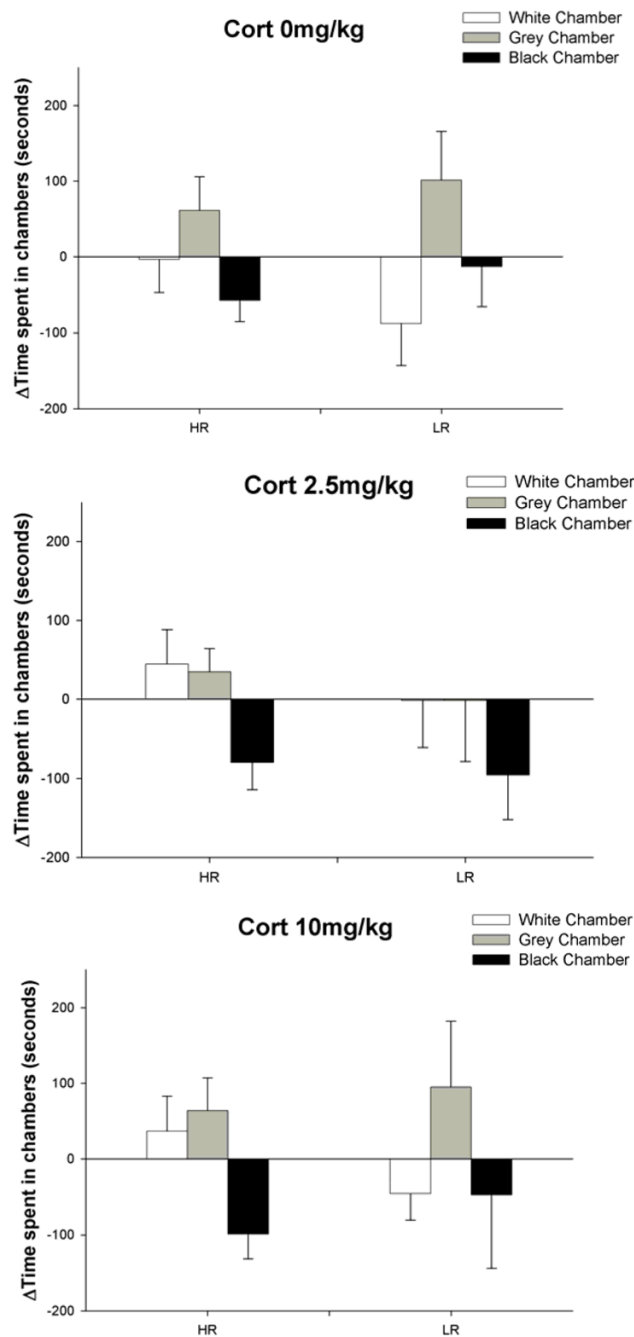 Cort 0mg/kg
White Chamber
Grey Chamber
Black Chamber
ΔTime spent in chambers (seconds)
200
100
0
-100
-200
HR
LR
Cort 2.5mg/kg
White Chamber
Grey Chamber
Black Chamber
ΔTime spent in chambers (seconds)
200
100
0
-100
-200
HR
LR
Cort 10mg/kg
White Chamber
Grey Chamber
Black Chamber
ΔTime spent in chambers (seconds)
200
100
0
-100
-200
HR
LR